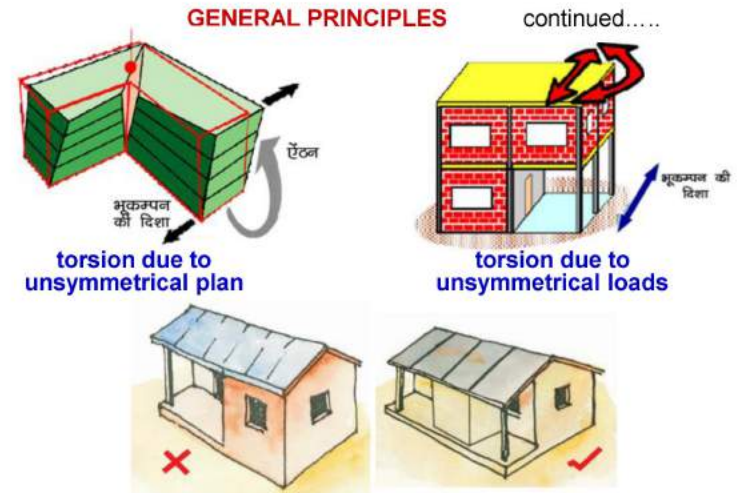 GENERAL PRINCIPLES continued.....
ऐंठन
भूकम्पन
की दिशा
भूकम्पन की
दिशा
torsion due to
unsymmetrical plan
torsion due to
unsymmetrical loads